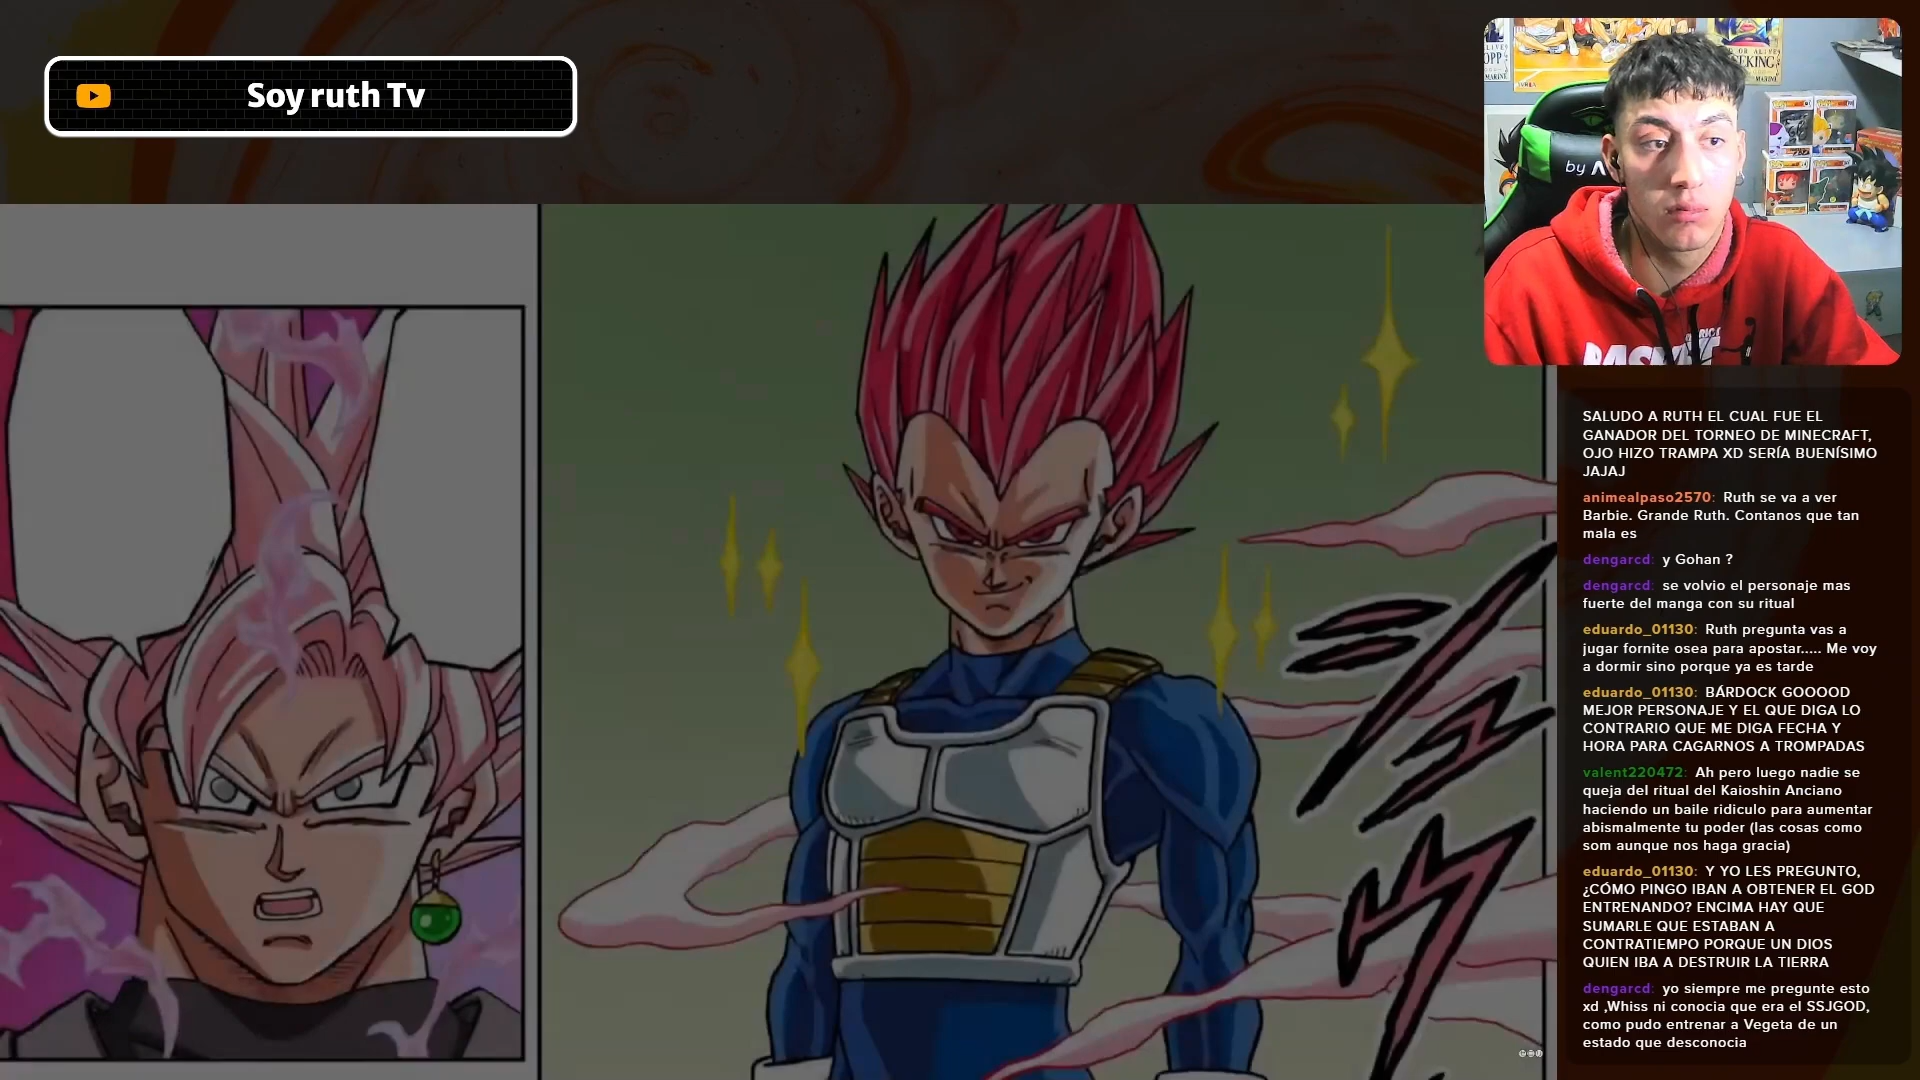 Soy ruth Tv
by
SALUDO A RUTH EL CUAL FUE EL
GANADOR DEL TORNEO DE MINECRAFT,
OJO HIZO TRAMPA XD SERÍA BUENÍSIMO
JAJAJ
animealpaso2570: Ruth se va a ver
Barbie. Grande Ruth. Contanos que tan
mala es
dengarcd: y Gohan ?
dengarcd: se volvio el personaje mas
fuerte del manga con su ritual
eduardo_01130: Ruth pregunta vas a
jugar fornite osea para apostar..... Me voy
a dormir sino porque ya es tarde
eduardo_01130: BÁRDOCK GOOOOD
MEJOR PERSONAJE Y EL QUE DIGA LO
CONTRARIO QUE ME DIGA FECHA Y
HORA PARA CAGARNOS A TROMPADAS
valent220472: Ah pero luego nadie se
queja del ritual del Kaioshin Anciano
haciendo un baile ridiculo para aumentar
abismalmente tu poder (las cosas como
som aunque nos haga gracia)
eduardo_01130: Y YO LES PREGUNTO,
¿CÓMO PINGO IBAN A OBTENER EL GOD
ENTRENANDO? ENCIMA HAY QUE
SUMARLE QUE ESTABAN A
CONTRATIEMPO PORQUE UN DIOS
QUIEN IBA A DESTRUIR LA TIERRA
dengarcd: yo siempre me pregunte esto
xd ,Whiss ni conocia que era el SSJGOD,
como pudo entrenar a Vegeta de un
estado que desconocia